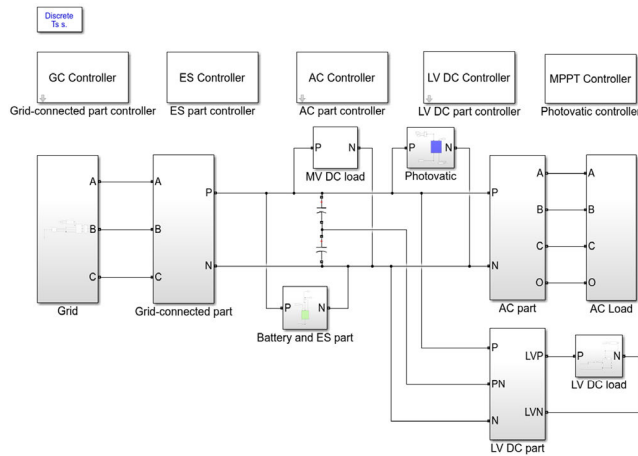 Discrete
Ts s.
GC Controller
Grid-connected part controller
ES Controller
ES part controller
AC Controller
AC part controller
LV DC Controller
LV DC part controller
MPPT Controller
Photovatic controller
P
N
MV DC load
P
N
Photovatic
A
B
C
Grid
A
B
C
P
N
Grid-connected part
P
N
Battery and ES part
P
N
A
B
C
O
AC part
A
B
C
O
AC Load
P
PN
N
LVP
LVN
LV DC part
P
N
LV DC load